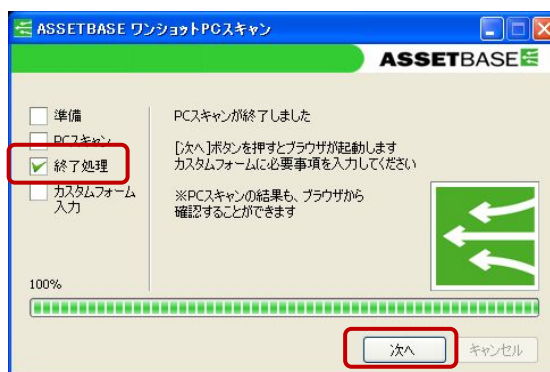 ASSETBASE ワンショットPCスキャン
ASSETBASE
準備
PCスキャン
終了処理
カスタムフォーム
入力
PCスキャンが終了しました
[次へ]ボタンを押すとブラウザが起動します
カスタムフォームに必要事項を入力してください
※PCスキャンの結果も、ブラウザから
確認することができます
100%
次へ
キャンセル